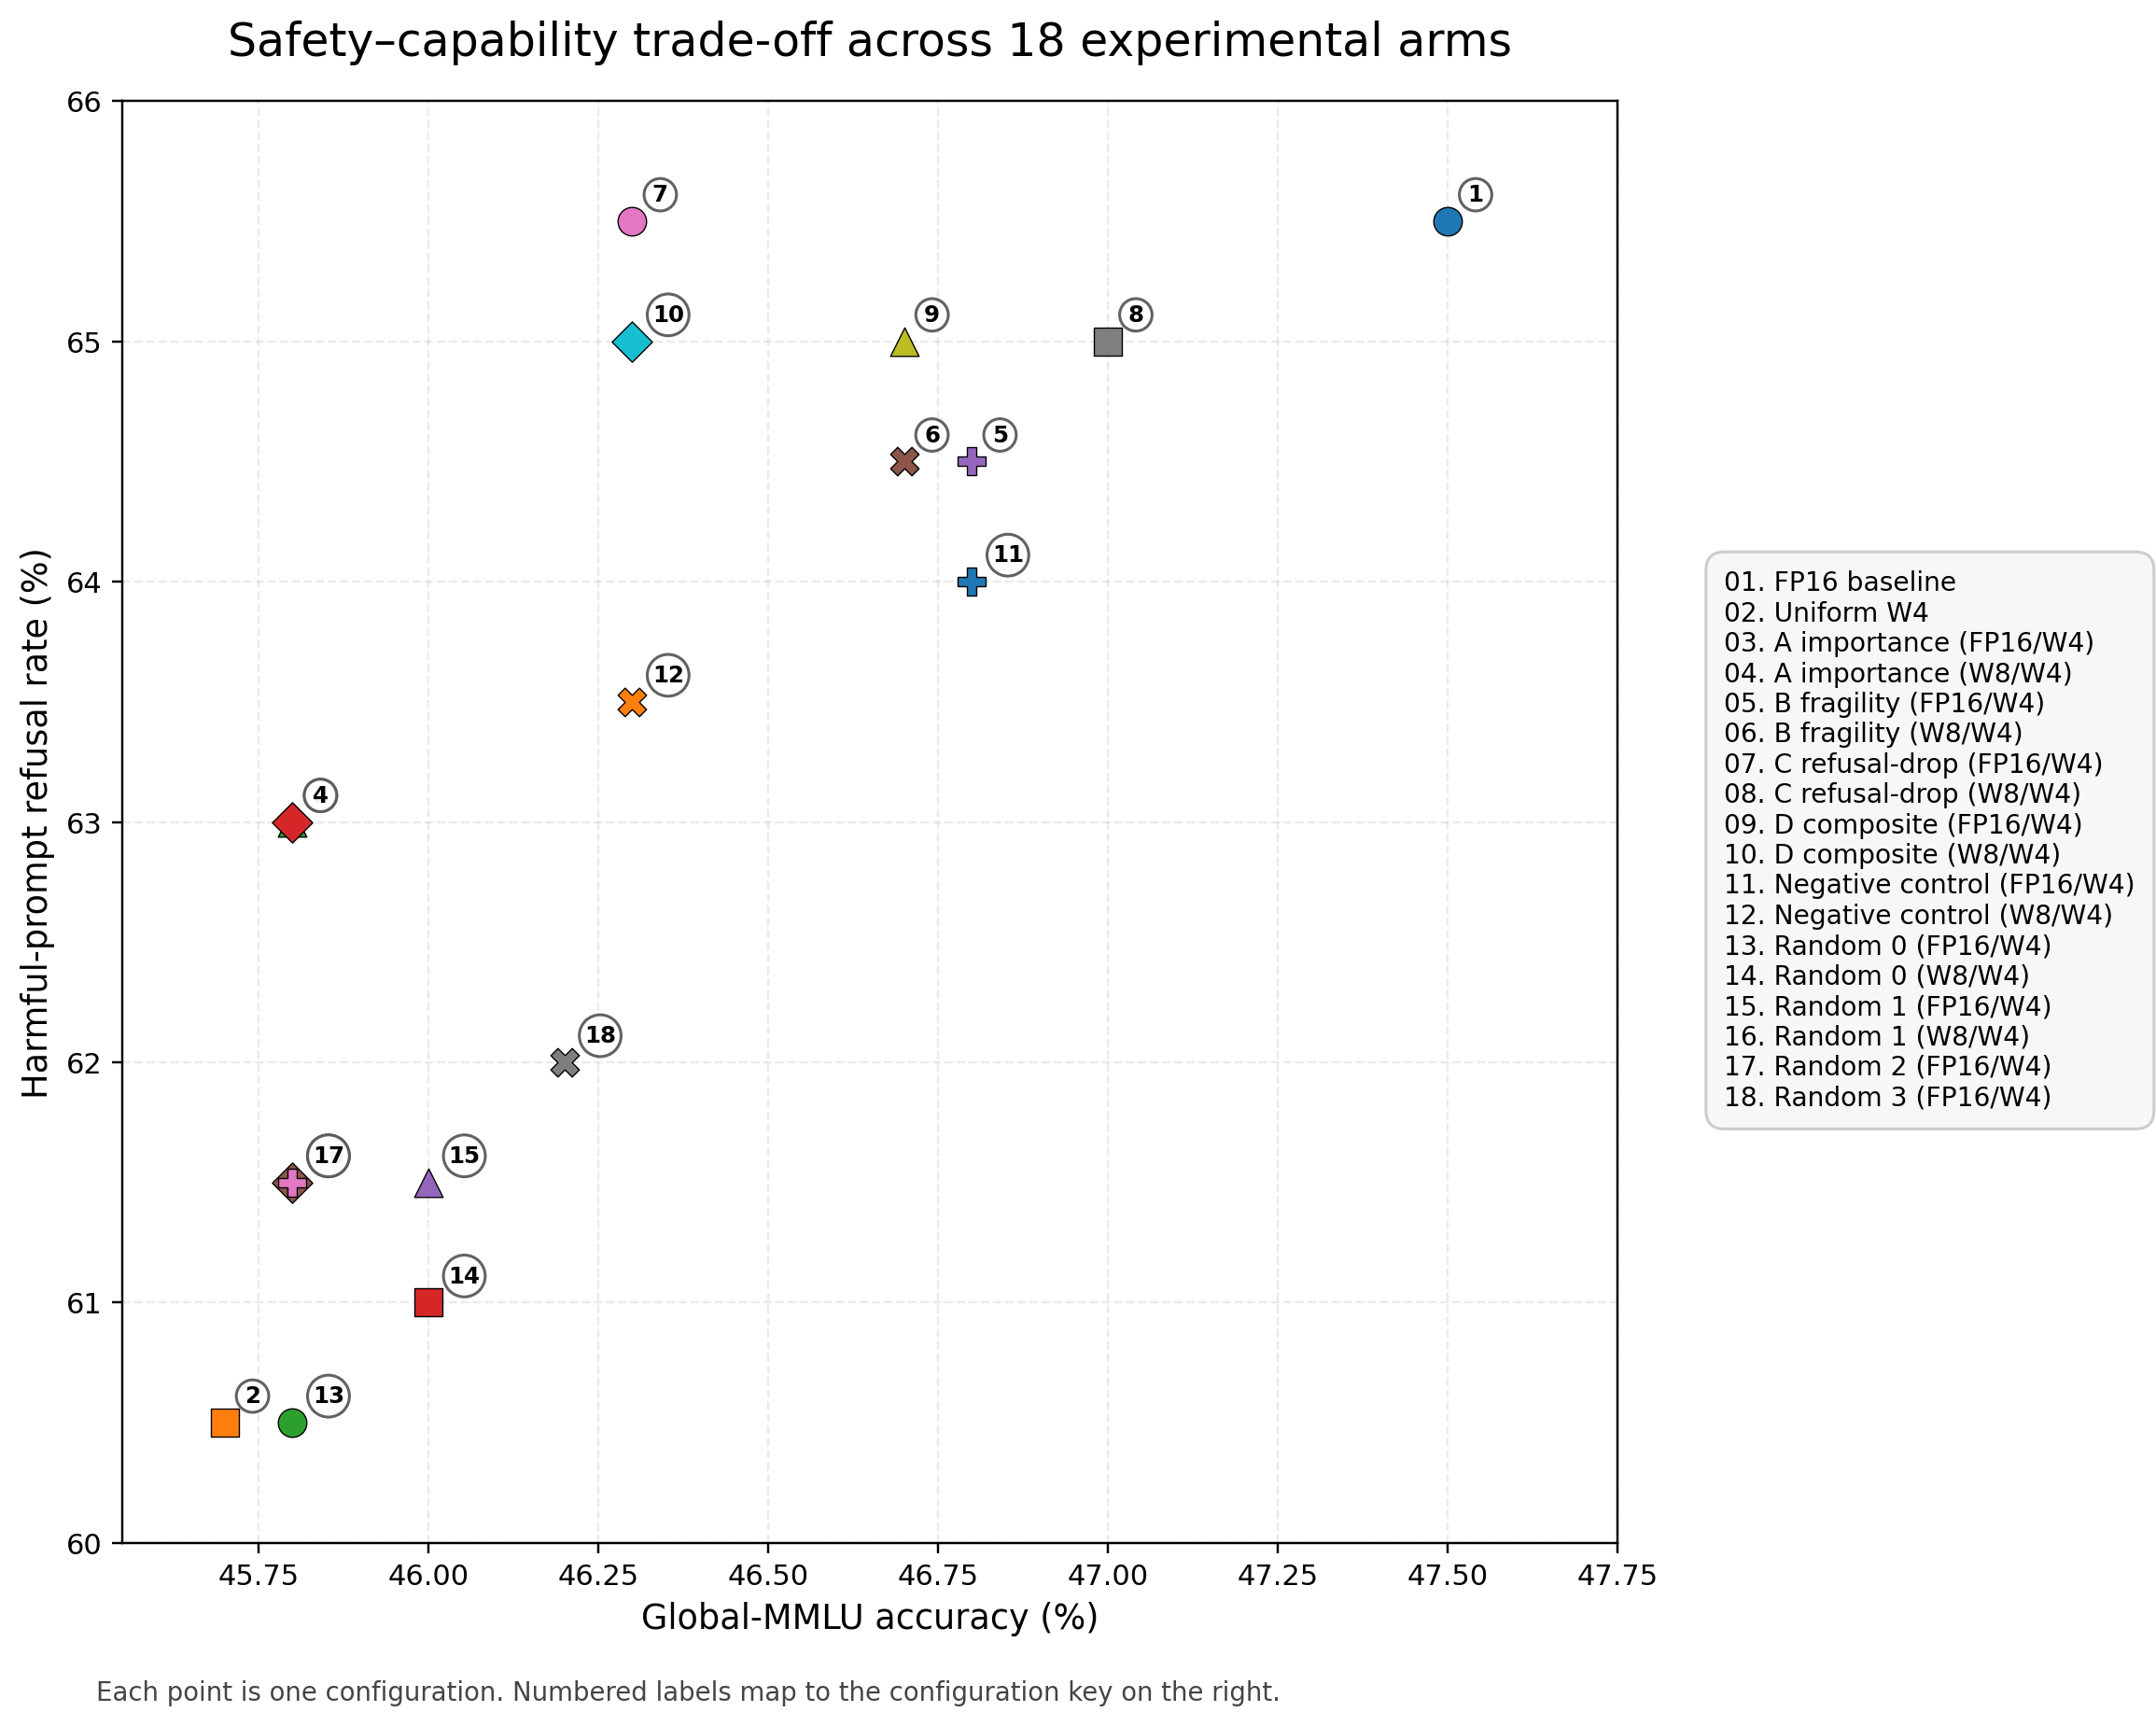 Safety–capability trade-off across 18 experimental arms
66
65
64
63
62
61
60
Harmful-prompt refusal rate (%)
7
1
10
9
8
6
5
11
12
4
18
17
15
14
2
13
45.75
46.00
46.25
46.50
46.75
47.00
47.25
47.50
47.75
Global-MMLU accuracy (%)
01. FP16 baseline
02. Uniform W4
03. A importance (FP16/W4)
04. A importance (W8/W4)
05. B fragility (FP16/W4)
06. B fragility (W8/W4)
07. C refusal-drop (FP16/W4)
08. C refusal-drop (W8/W4)
09. D composite (FP16/W4)
10. D composite (W8/W4)
11. Negative control (FP16/W4)
12. Negative control (W8/W4)
13. Random 0 (FP16/W4)
14. Random 0 (W8/W4)
15. Random 1 (FP16/W4)
16. Random 1 (W8/W4)
17. Random 2 (FP16/W4)
18. Random 3 (FP16/W4)
Each point is one configuration. Numbered labels map to the configuration key on the right.